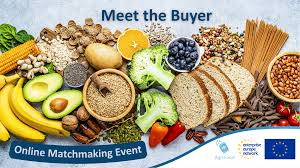 Meet the Buyer
Online Matchmaking Event
enterprise
europe
network